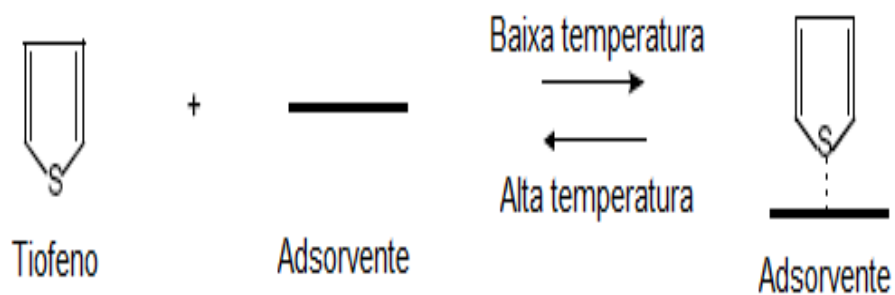 Baixa temperatura
S
+
S
Alta temperatura
Tiofeno
Adsorvente
Adsorvente